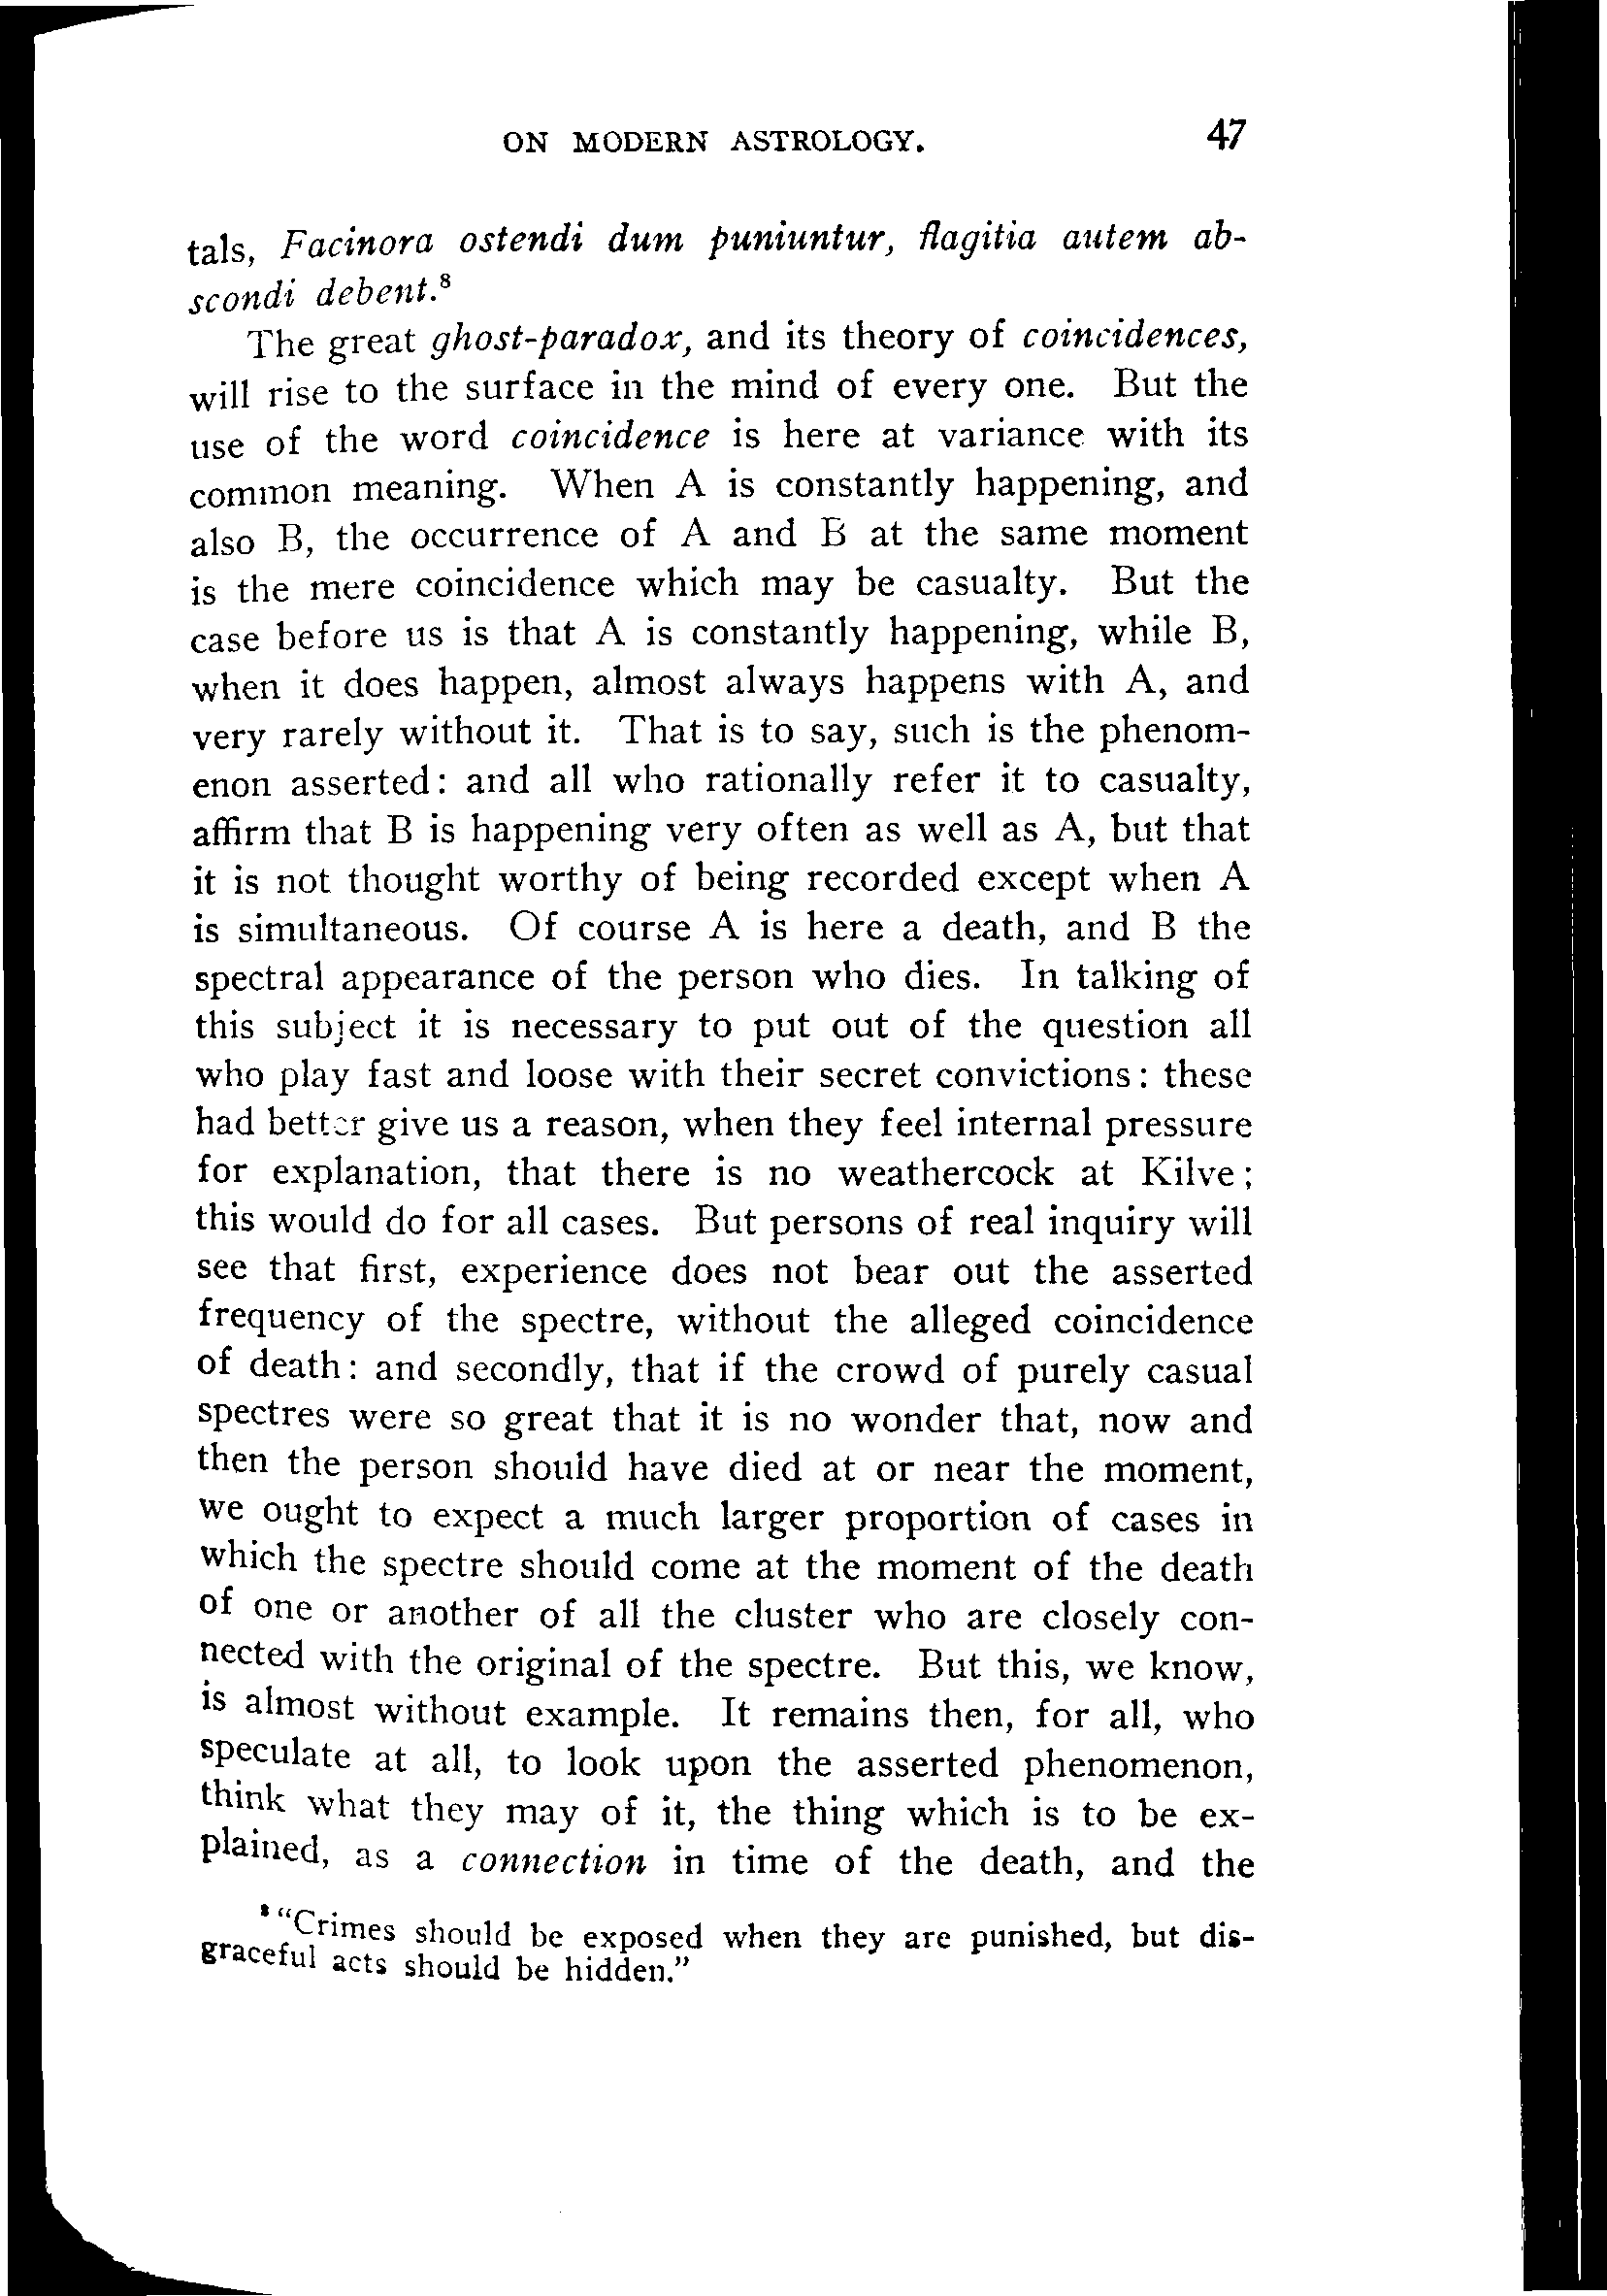 ON MODERN ASTROLOGY. 47
tals, Facinora ostendi dum puniuntur, flagitia autem ab-
scondi debent.⁸
The great ghost-paradox, and its theory of coincidences,
will rise to the surface in the mind of every one. But the
use of the word coincidence is here at variance with its
common meaning. When A is constantly happening, and
also B, the occurrence of A and B at the same moment
is the mere coincidence which may be casualty. But the
case before us is that A is constantly happening, while B,
when it does happen, almost always happens with A, and
very rarely without it. That is to say, such is the phenom-
enon asserted: and all who rationally refer it to casualty,
affirm that B is happening very often as well as A, but that
it is not thought worthy of being recorded except when A
is simultaneous. Of course A is here a death, and B the
spectral appearance of the person who dies. In talking of
this subject it is necessary to put out of the question all
who play fast and loose with their secret convictions: these
had better give us a reason, when they feel internal pressure
for explanation, that there is no weathercock at Kilve;
this would do for all cases. But persons of real inquiry will
see that first, experience does not bear out the asserted
frequency of the spectre, without the alleged coincidence
of death: and secondly, that if the crowd of purely casual
spectres were so great that it is no wonder that, now and
then the person should have died at or near the moment,
we ought to expect a much larger proportion of cases in
which the spectre should come at the moment of the death
of one or another of all the cluster who are closely con-
nected with the original of the spectre. But this, we know,
is almost without example. It remains then, for all, who
speculate at all, to look upon the asserted phenomenon,
think what they may of it, the thing which is to be ex-
plained, as a connection in time of the death, and the
⁸ "Crimes should be exposed when they are punished, but dis-
graceful acts should be hidden."